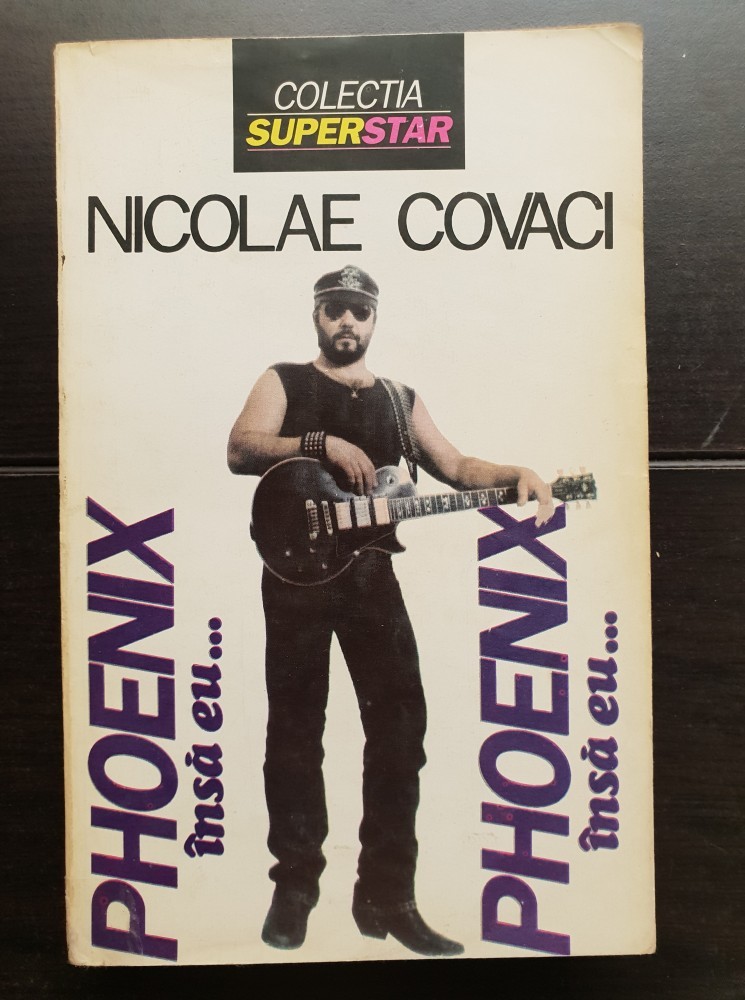 COLECTIA
SUPERSTAR
NICOLAE COVACI
PHOENIX
însă eu...
PHOENIX
însă eu...